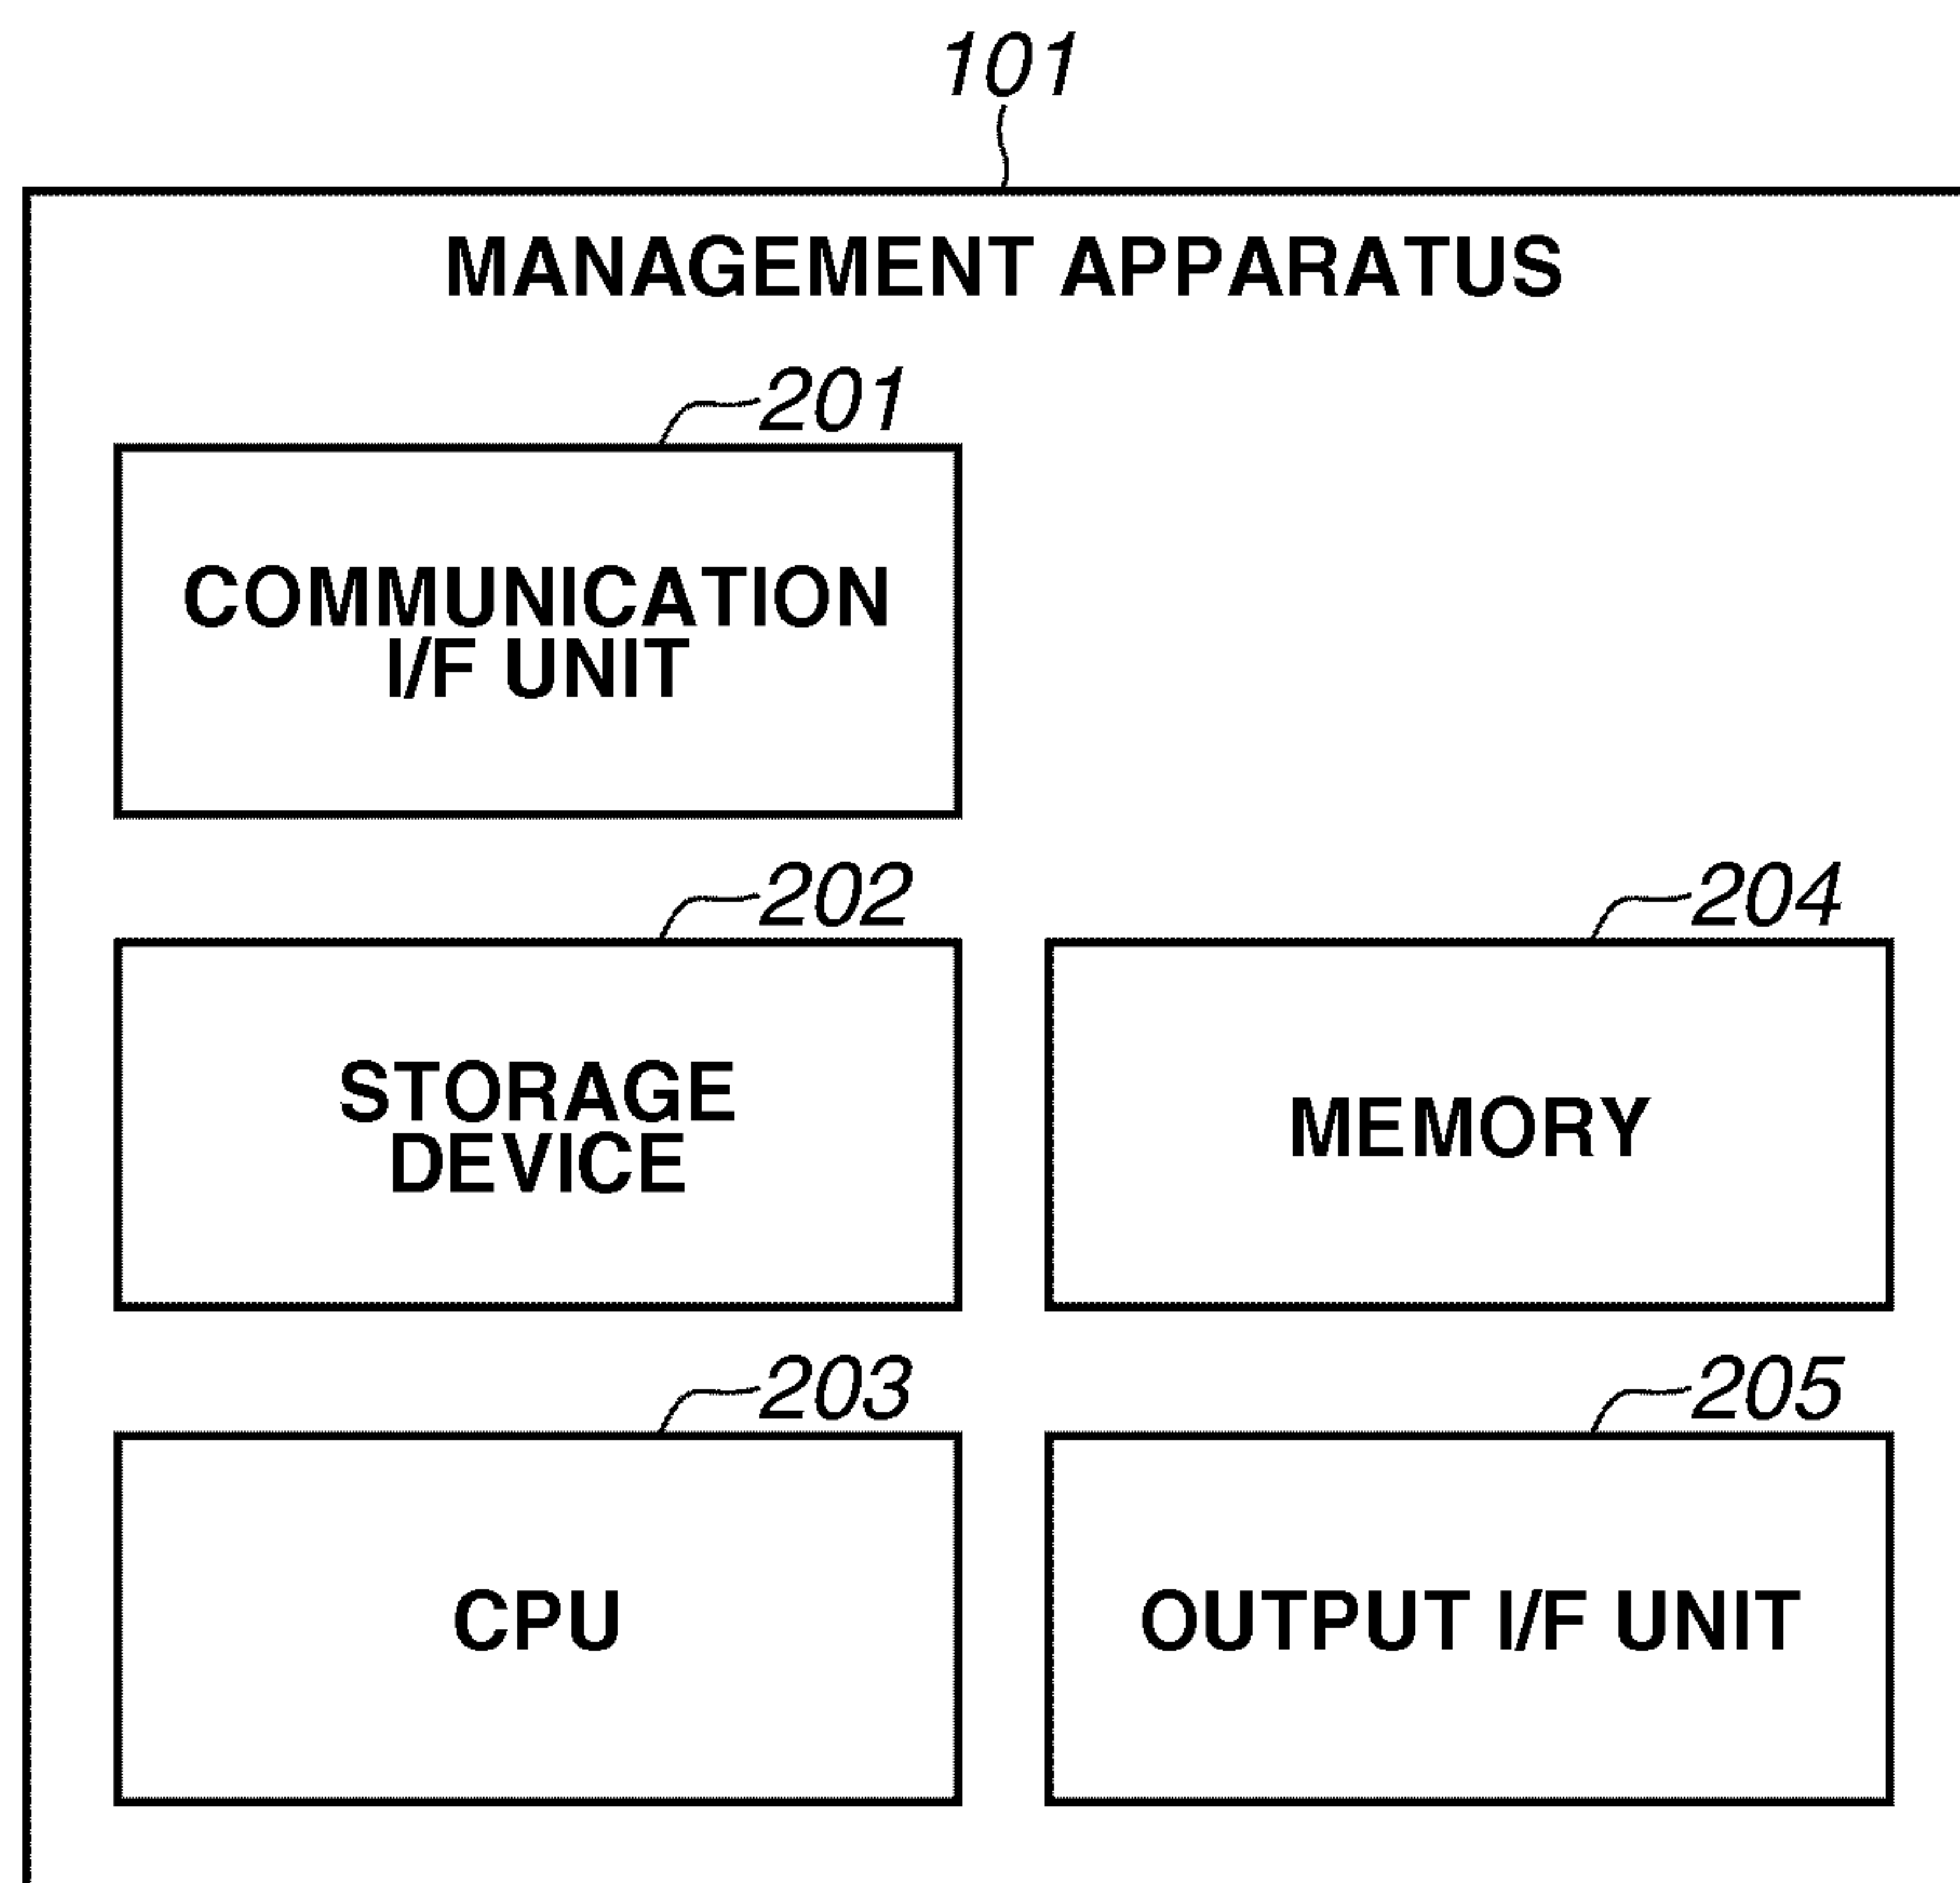 101
MANAGEMENT APPARATUS
201
COMMUNICATION
I/F UNIT
202
STORAGE
DEVICE
204
MEMORY
203
CPU
205
OUTPUT I/F UNIT